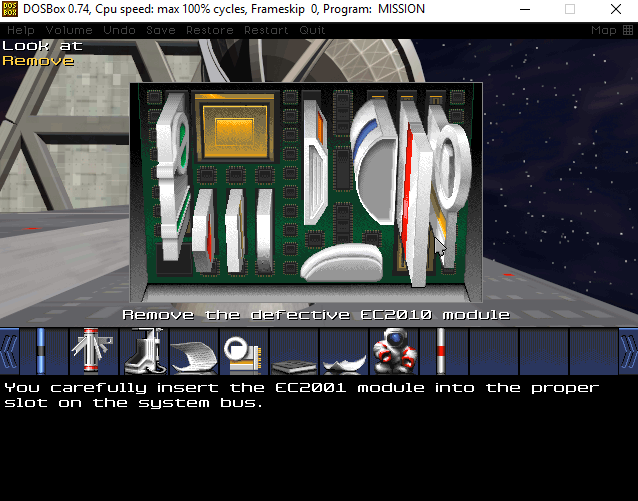 DOSBox 0.74, Cpu speed: max 100% cycles, Frameskip 0, Program: MISSION
Help Volume Undo Save Restore Restart Quit Map
Look at
Remove
Remove the defective EC2010 module
You carefully insert the EC2001 module into the proper
slot on the system bus.